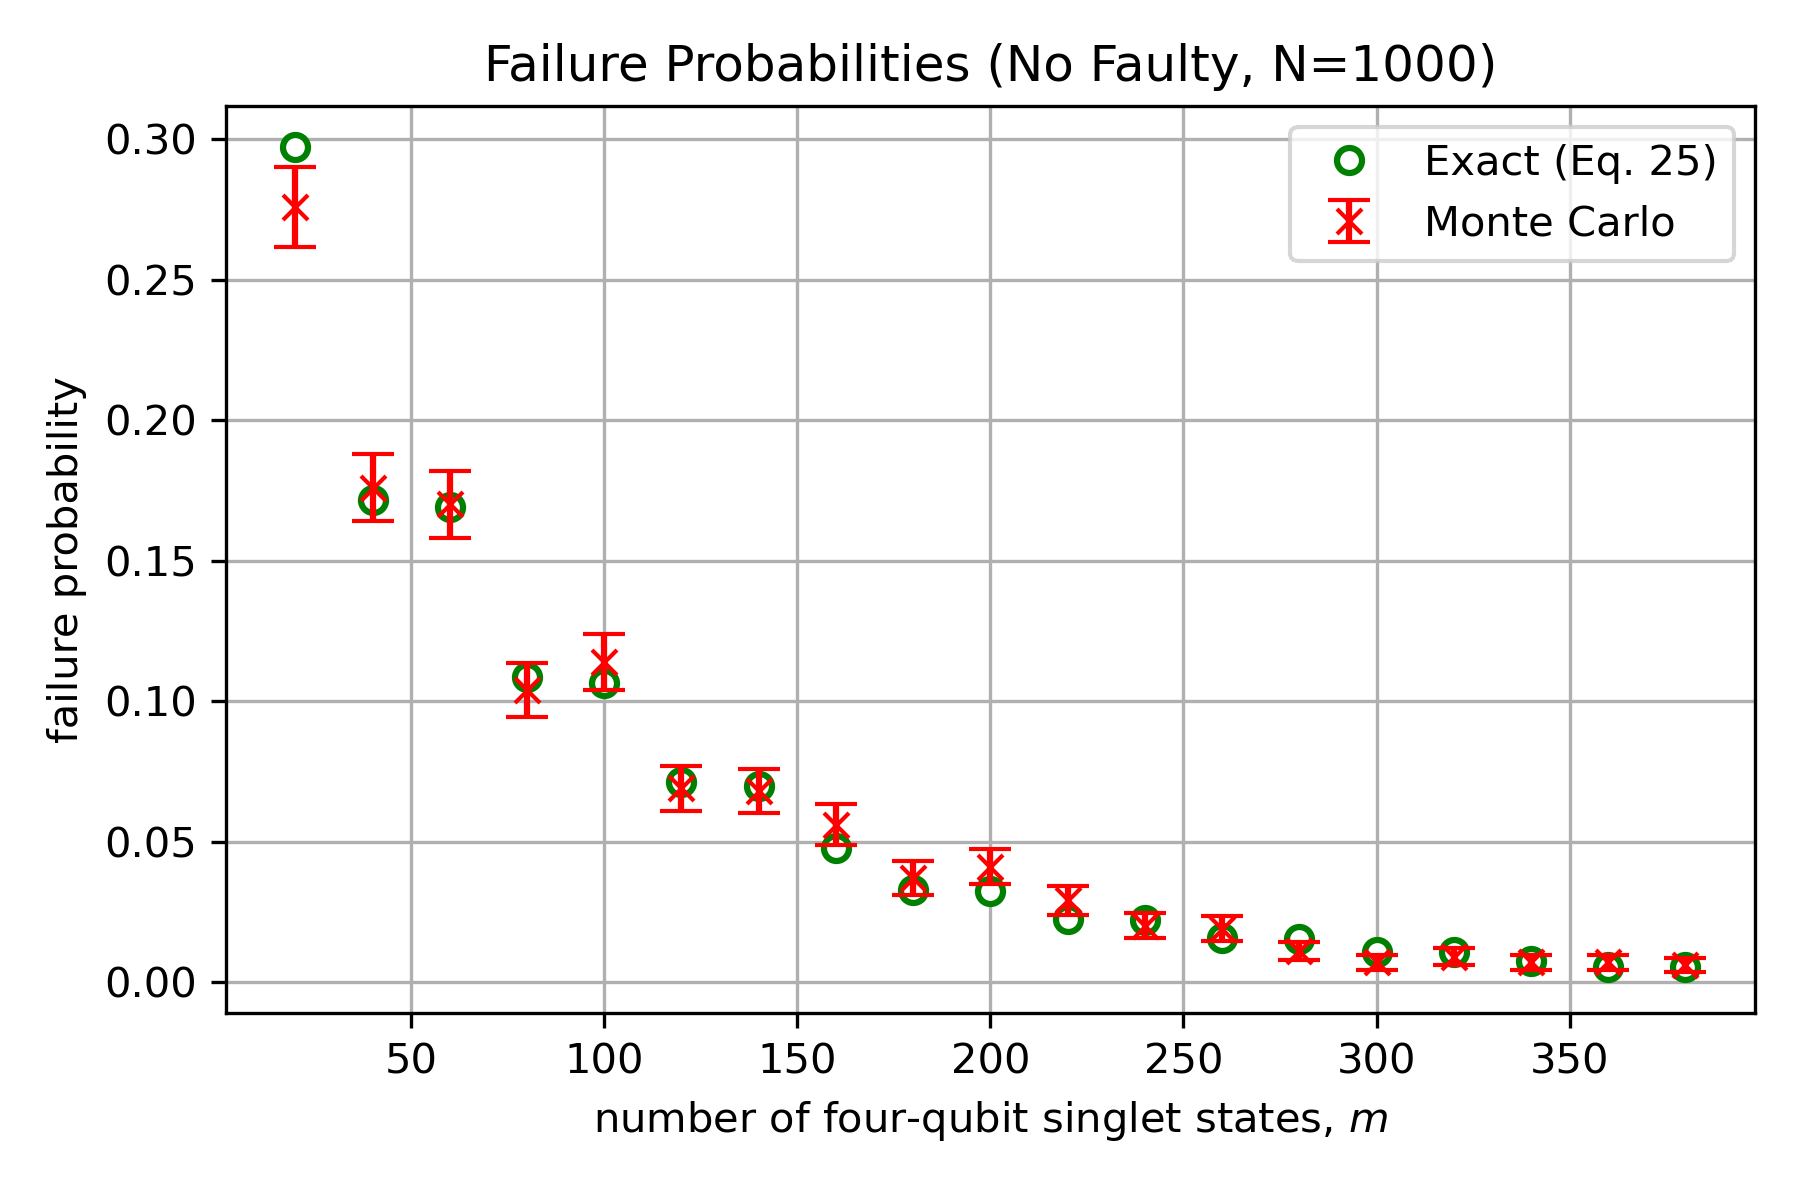 Failure Probabilities (No Faulty, N=1000)
Exact (Eq. 25)
Monte Carlo
failure probability
0.30
0.25
0.20
0.15
0.10
0.05
0.00
50 100 150 200 250 300 350
number of four-qubit singlet states, m